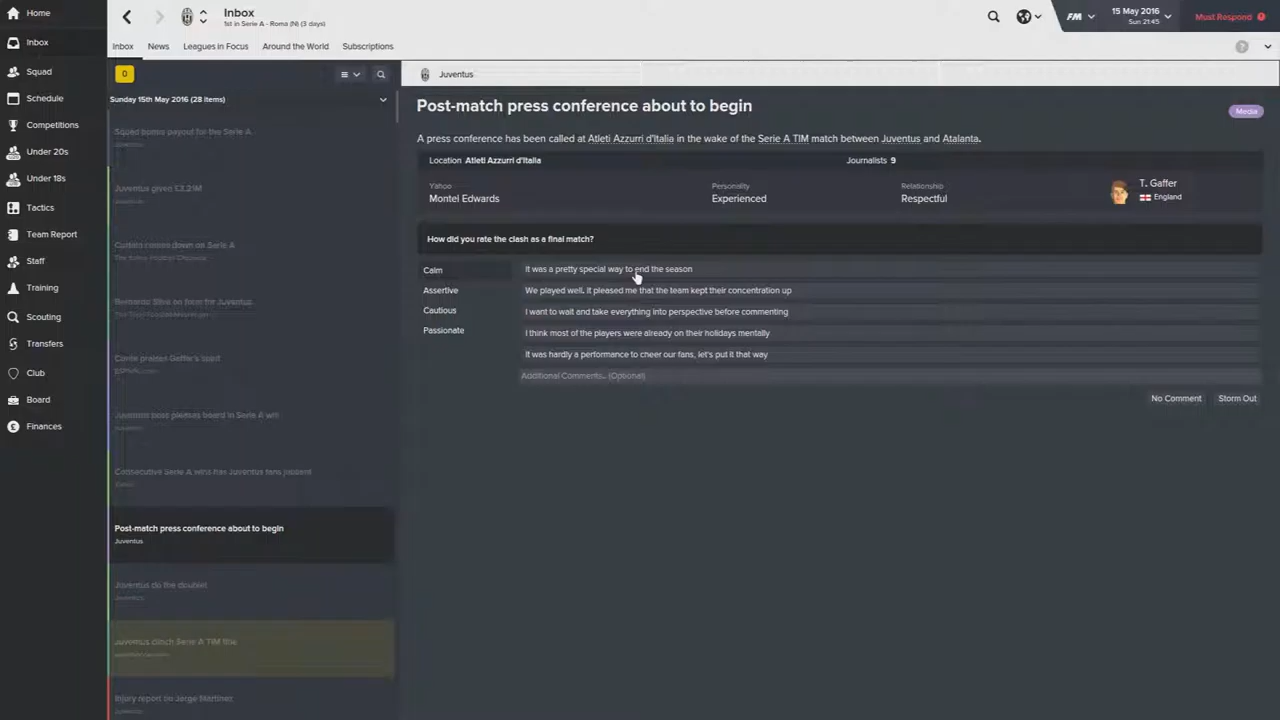 Home
Inbox
Squad
Schedule
Competitions
Under 20s
Under 18s
Tactics
Team Report
Staff
Training
Scouting
Transfers
Club
Board
Finances
Inbox
1st in Serie A - Roma (N) (3 days)
FM
15 May 2016
Sun 21:45
Must Respond
Inbox
News
Leagues in Focus
Around the World
Subscriptions
0
Sunday 15th May 2016 (28 items)
Squad bonus payout for the Serie A
Juventus
Juventus given £3.21M
Juventus
Curtain comes down on Serie A
Bernardo Silva on form for Juventus
Conte praises Gaffer's
Juventus boss pleases board in Serie A win
Juventus
Consecutive Serie A wins has Juventus fans jubilant
Post-match press conference about to begin
Juventus
Juventus do the double!
Juventus
Juventus clinch Serie A TIM title
Injury report on Jorge Martinez
Juventus
Juventus
Post-match press conference about to begin
Media
A press conference has been called at Atleti Azzurri d'Italia in the wake of the Serie A TIM match between Juventus and Atalanta.
Location Atleti Azzurri d'Italia
Journalists 9
Yahoo
Montel Edwards
Personality
Experienced
Relationship
Respectful
T. Gaffer
England
How did you rate the clash as a final match?
Calm
Assertive
Cautious
Passionate
It was a pretty special way to end the season
We played well. It pleased me that the team kept their concentration up
I want to wait and take everything into perspective before commenting
I think most of the players were already on their holidays mentally
It was hardly a performance to cheer our fans, let's put it that way
Additional Comments... (Optional)
No Comment
Storm Out